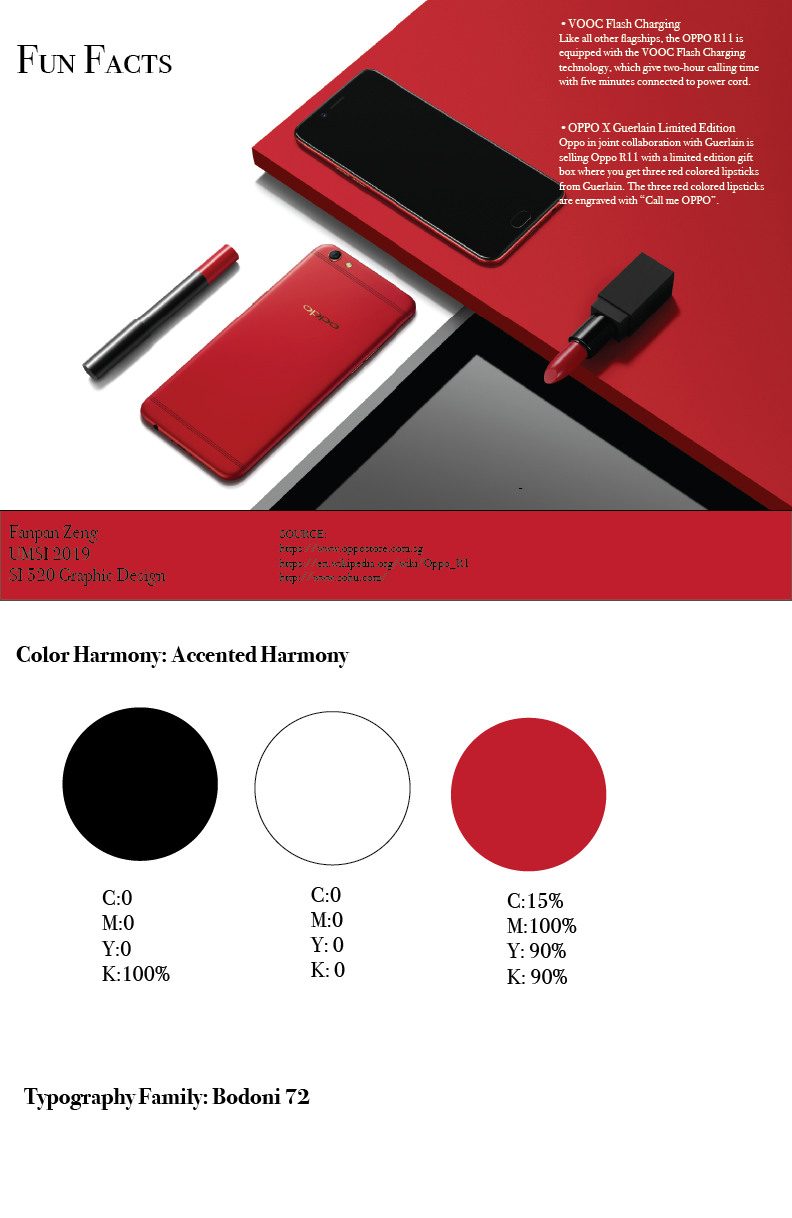 FUN FACTS
• VOOC Flash Charging
Like all other flagships, the OPPO R11 is
equipped with the VOOC Flash Charging
technology, which give two-hour calling time
with five minutes connected to power cord.
• OPPO X Guerlain Limited Edition
Oppo in joint collaboration with Guerlain is
selling Oppo R11 with a limited edition gift
box where you get three red colored lipsticks
from Guerlain. The three red colored lipsticks
are engraved with “Call me OPPO”.
oppo
Fanpan Zeng
UMSI 2019
SI 520 Graphic Design
SOURCE:
https://www.oppostore.com.sg
https://en.wikipedia.org/wiki/Oppo_R1
http://www.sohu.com/
Color Harmony: Accented Harmony
C:0
M:0
Y:0
K:100%
C:0
M:0
Y: 0
K: 0
C:15%
M:100%
Y: 90%
K: 90%
Typography Family: Bodoni 72